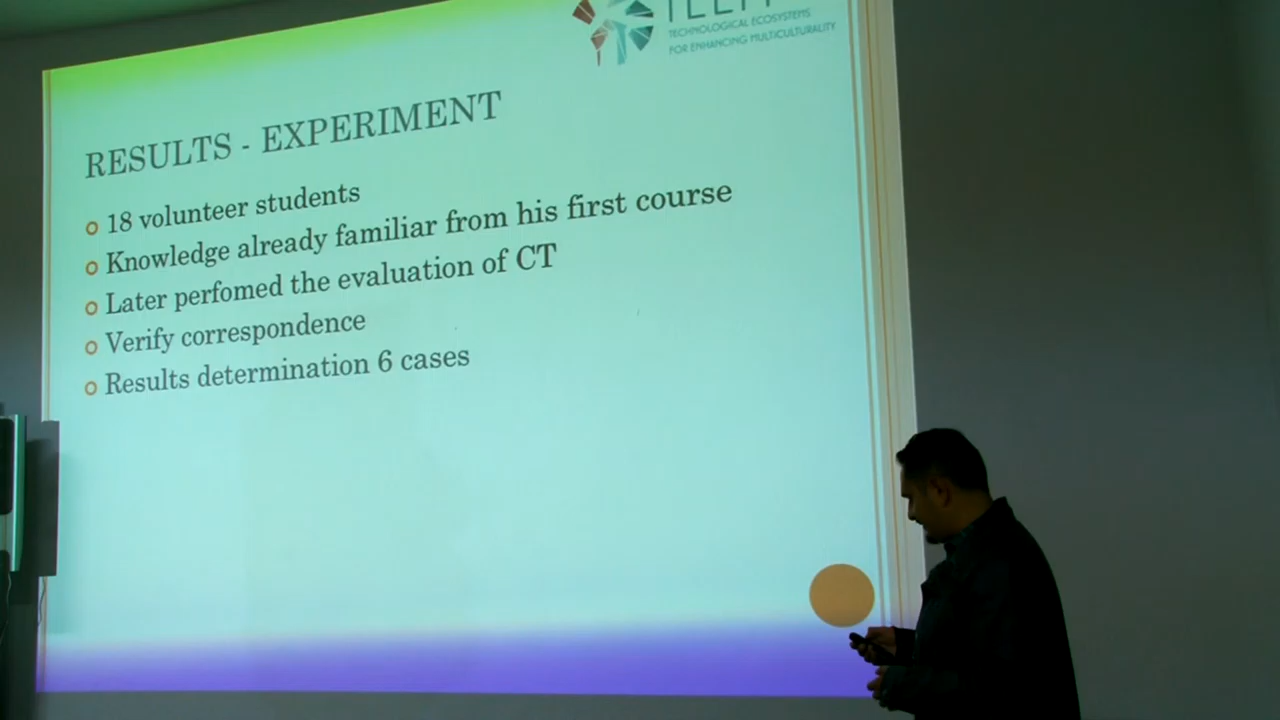 TECHNOLOGICAL ECOSYSTEMS
FOR ENHANCING MULTICULTURALITY
RESULTS - EXPERIMENT
18 volunteer students
Knowledge already familiar from his first course
Later perfomed the evaluation of CT
Verify correspondence
Results determination 6 cases